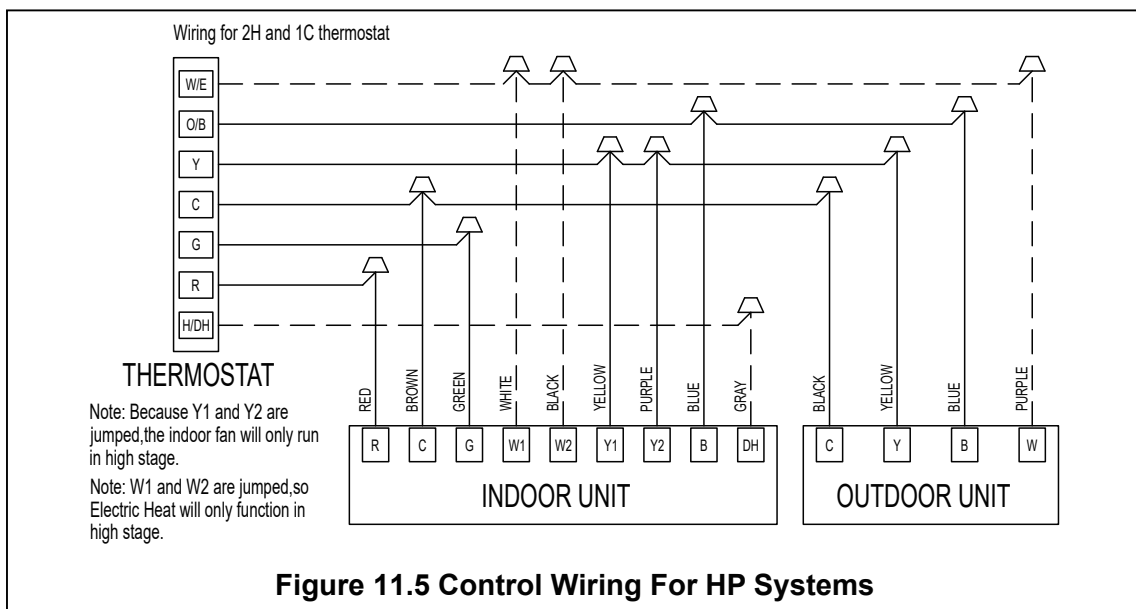 Wiring for 2H and 1C thermostat
W/E
O/B
Y
C
G
R
H/DH
THERMOSTAT
Note: Because Y1 and Y2 are
jumped,the indoor fan will only run
in high stage.
Note: W1 and W2 are jumped,so
Electric Heat will only function in
high stage.
RED BROWN GREEN WHITE BLACK YELLOW PURPLE BLUE GRAY
R C G W1 W2 Y1 Y2 B DH
INDOOR UNIT
BLACK YELLOW BLUE PURPLE
C Y B W
OUTDOOR UNIT
Figure 11.5 Control Wiring For HP Systems